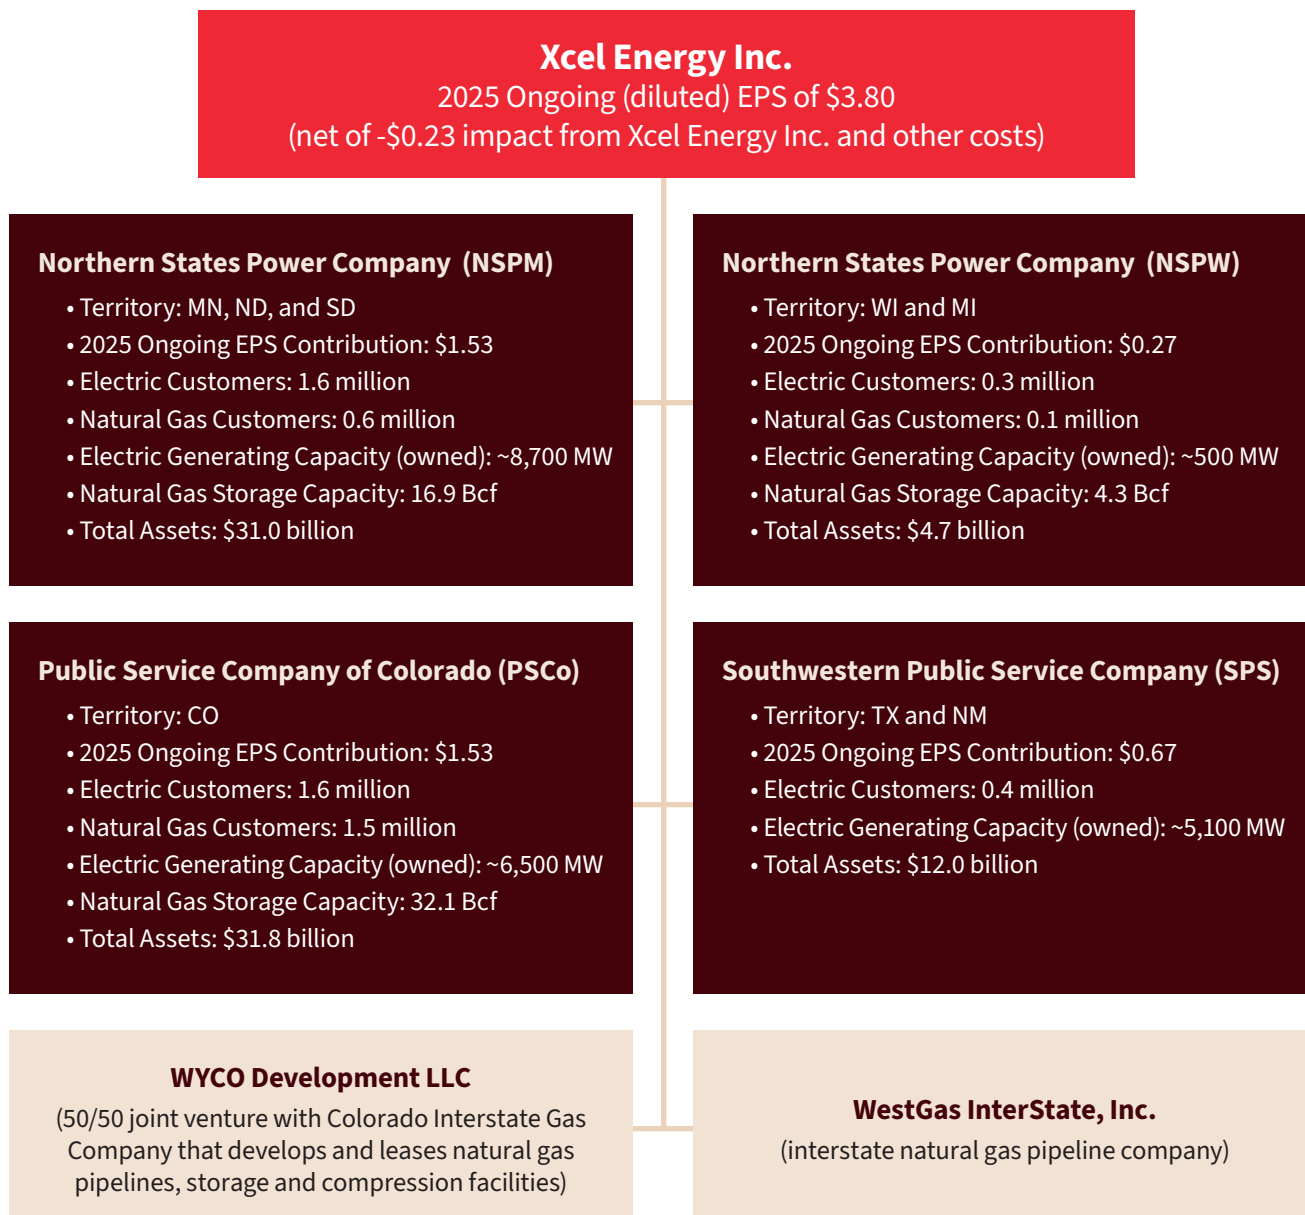 Xcel Energy Inc.
2025 Ongoing (diluted) EPS of $3.80
(net of -$0.23 impact from Xcel Energy Inc. and other costs)
Northern States Power Company (NSPM)
• Territory: MN, ND, and SD
• 2025 Ongoing EPS Contribution: $1.53
• Electric Customers: 1.6 million
• Natural Gas Customers: 0.6 million
• Electric Generating Capacity (owned): ~8,700 MW
• Natural Gas Storage Capacity: 16.9 Bcf
• Total Assets: $31.0 billion
Northern States Power Company (NSPW)
• Territory: WI and MI
• 2025 Ongoing EPS Contribution: $0.27
• Electric Customers: 0.3 million
• Natural Gas Customers: 0.1 million
• Electric Generating Capacity (owned): ~500 MW
• Natural Gas Storage Capacity: 4.3 Bcf
• Total Assets: $4.7 billion
Public Service Company of Colorado (PSCo)
• Territory: CO
• 2025 Ongoing EPS Contribution: $1.53
• Electric Customers: 1.6 million
• Natural Gas Customers: 1.5 million
• Electric Generating Capacity (owned): ~6,500 MW
• Natural Gas Storage Capacity: 32.1 Bcf
• Total Assets: $31.8 billion
Southwestern Public Service Company (SPS)
• Territory: TX and NM
• 2025 Ongoing EPS Contribution: $0.67
• Electric Customers: 0.4 million
• Electric Generating Capacity (owned): ~5,100 MW
• Total Assets: $12.0 billion
WYCO Development LLC
(50/50 joint venture with Colorado Interstate Gas
Company that develops and leases natural gas
pipelines, storage and compression facilities)
WestGas InterState, Inc.
(interstate natural gas pipeline company)